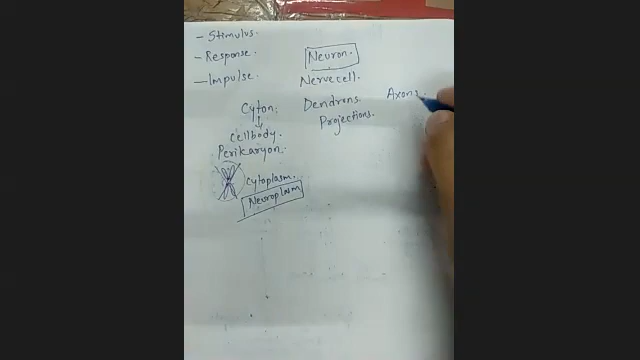 - Stimulus.
- Response.
- Impulse
Neuron.
Nervecell.
Cyton,
Cellbody.
Perikaryon.
Cytoplasm.
Neuroplasm
Dendrons.
Projections.
Axons.